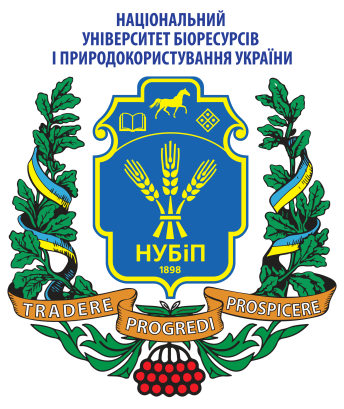 НАЦІОНАЛЬНИЙ
УНІВЕРСИТЕТ БІОРЕСУРСІВ
І ПРИРОДОКОРИСТУВАННЯ УКРАЇНИ
НУБіП
1898
TRADERE
PROGREDI
PROSPICERE